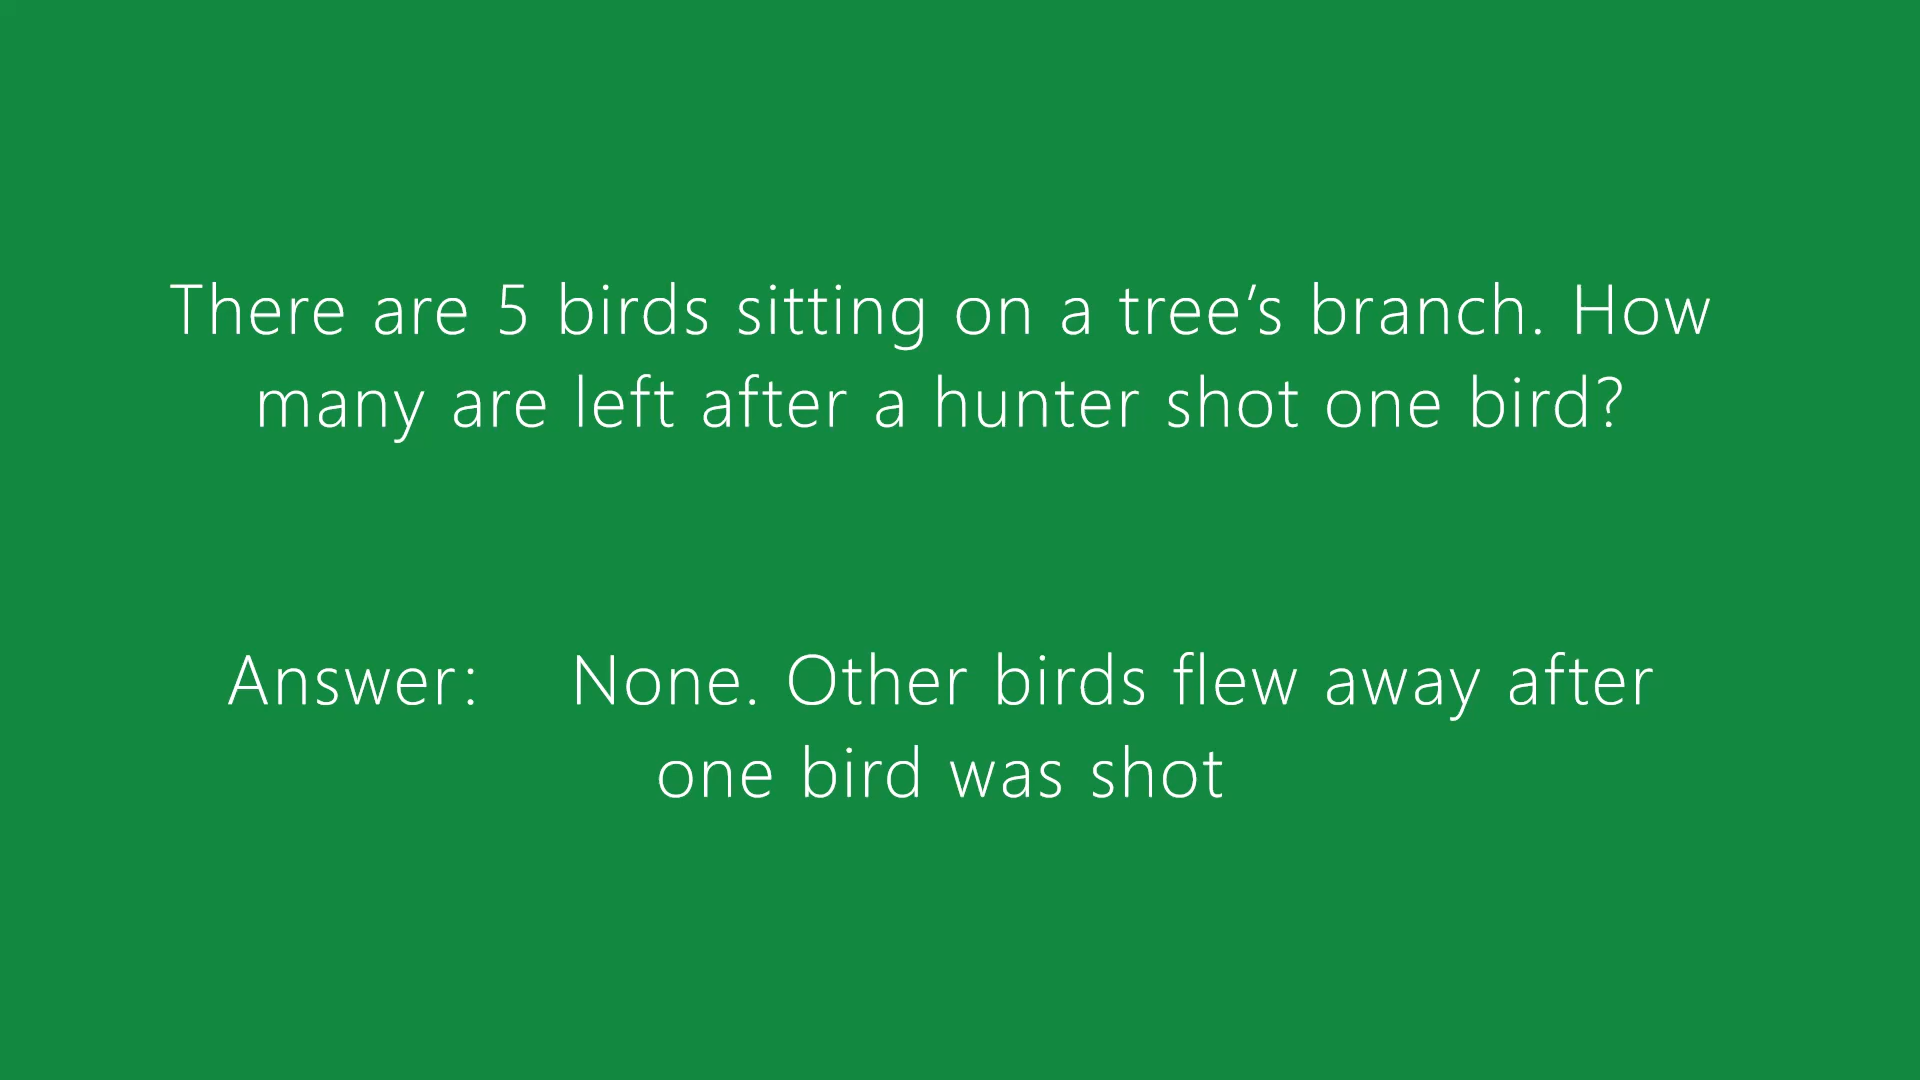 There are 5 birds sitting on a tree’s branch. How
many are left after a hunter shot one bird?
Answer: None. Other birds flew away after
one bird was shot